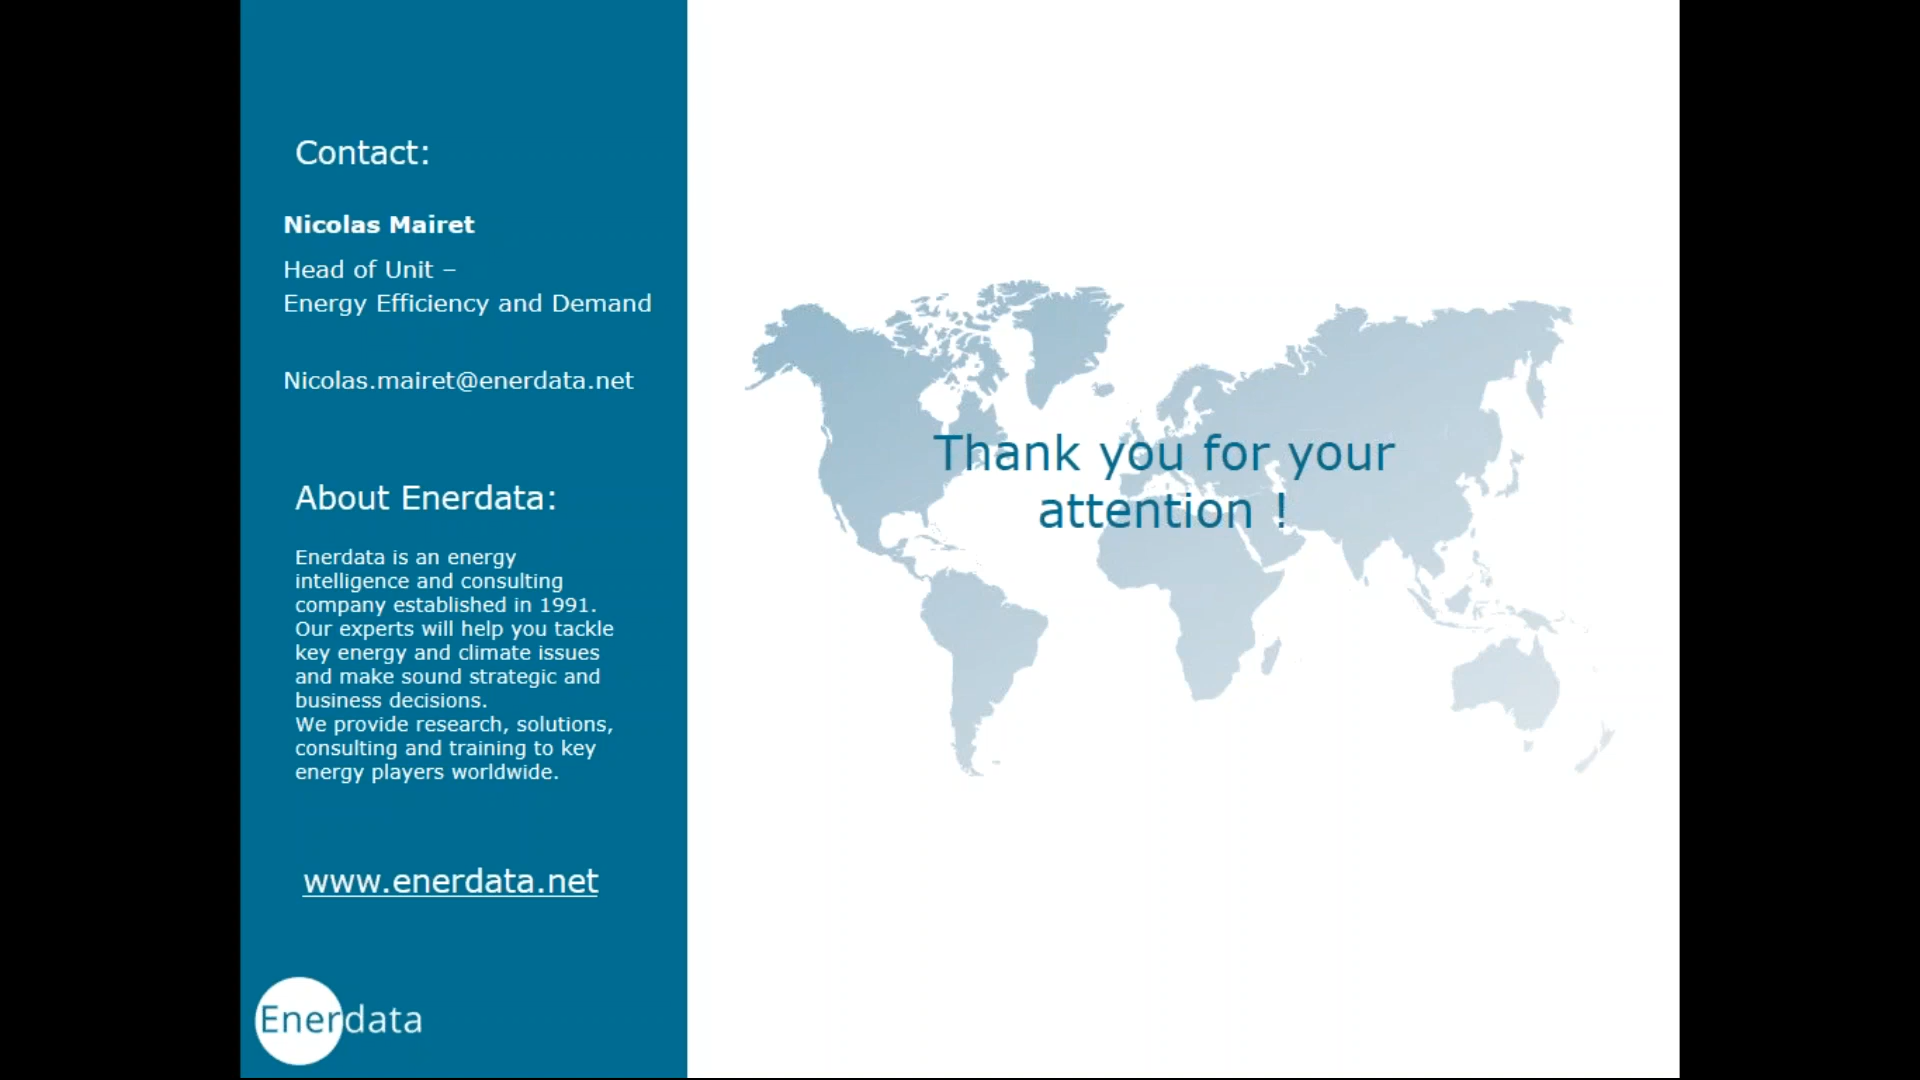 Contact:
Nicolas Mairet
Head of Unit –
Energy Efficiency and Demand
Nicolas.mairet@enerdata.net
About Enerdata:
Enerdata is an energy
intelligence and consulting
company established in 1991.
Our experts will help you tackle
key energy and climate issues
and make sound strategic and
business decisions.
We provide research, solutions,
consulting and training to key
energy players worldwide.
www.enerdata.net
Enerdata
Thank you for your
attention !